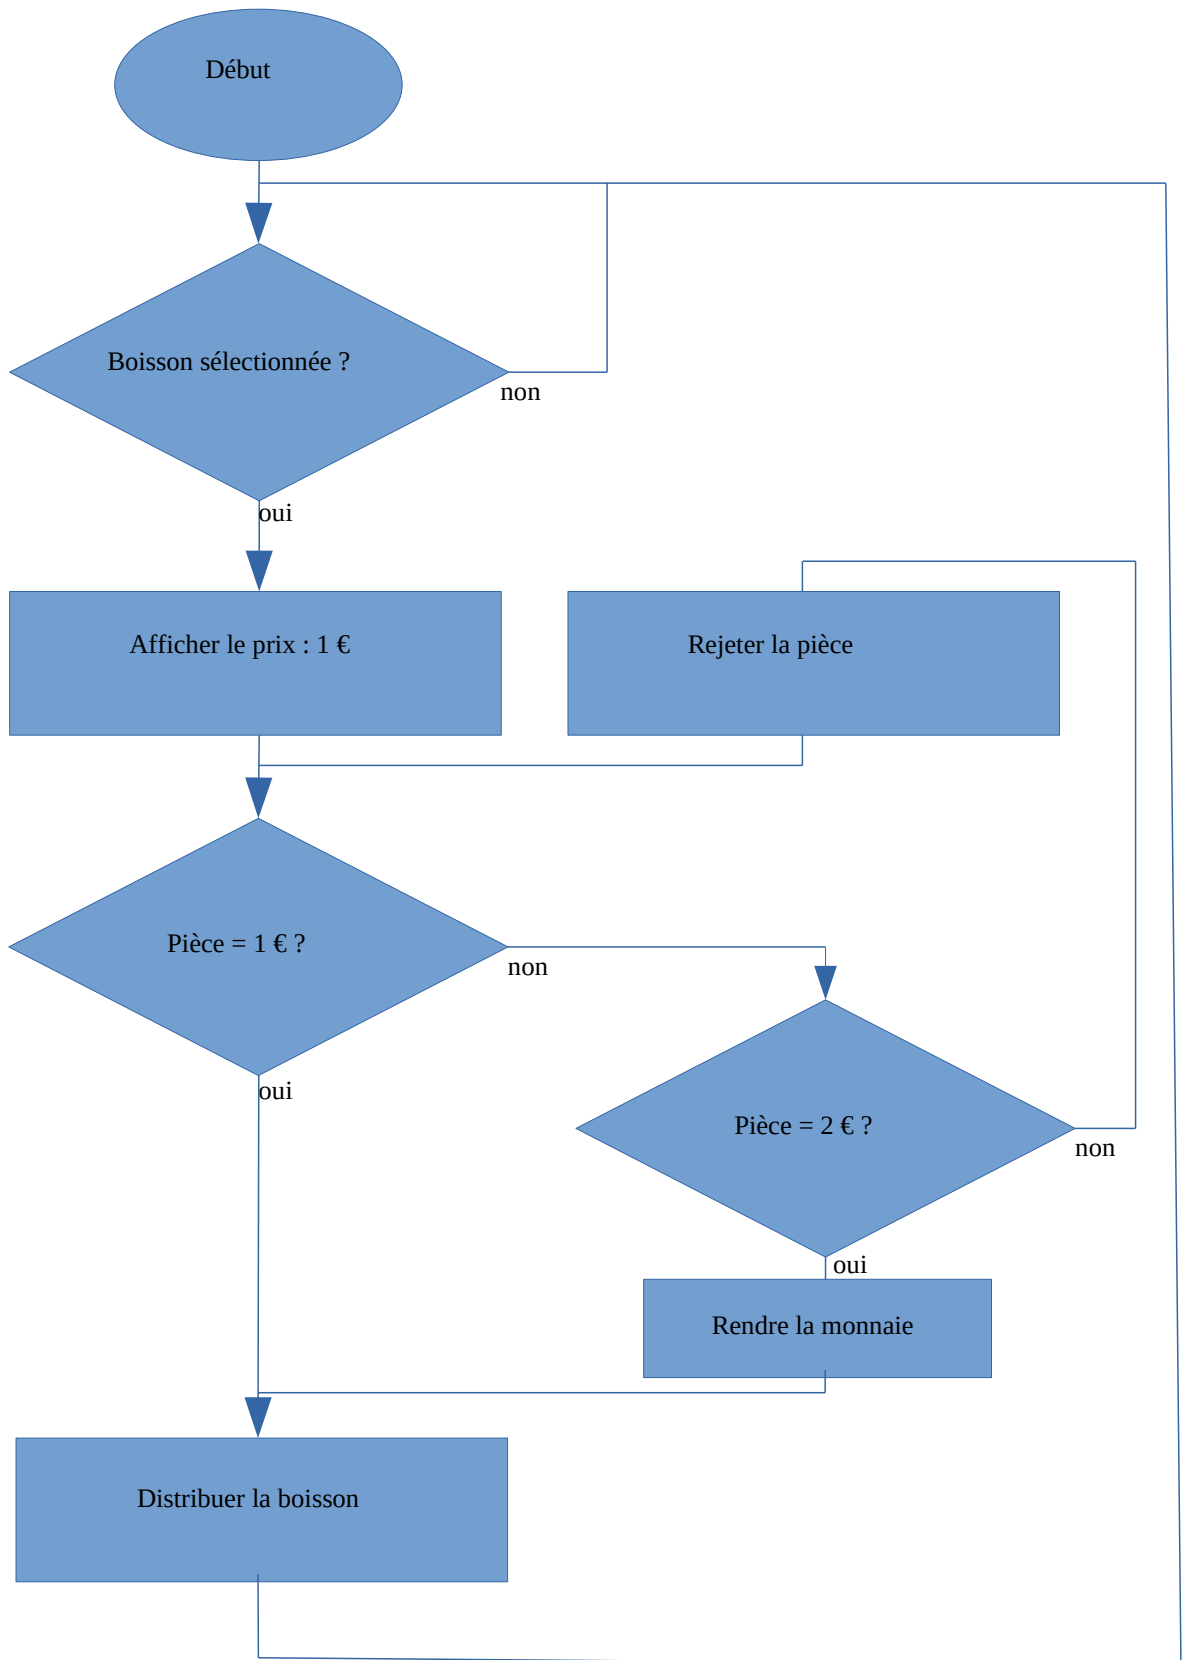 Début
Boisson sélectionnée ?
non
oui
Afficher le prix : 1 €
Rejeter la pièce
Pièce = 1 € ?
non
oui
Pièce = 2 € ?
non
oui
Rendre la monnaie
Distribuer la boisson